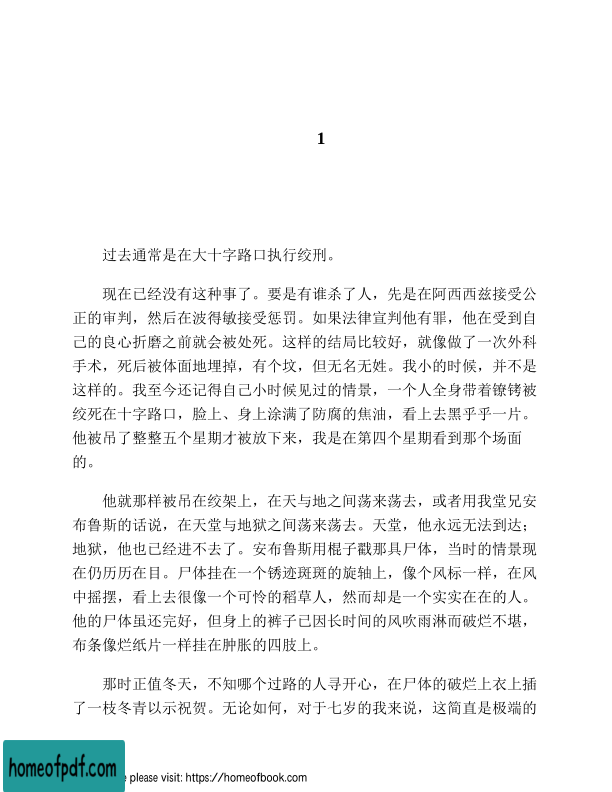 1
过去通常是在大十字路口执行绞刑。
现在已经没有这种事了。要是有谁杀了人，先是在阿西西兹接受公
正的审判，然后在波得敏接受惩罚。如果法律宣判他有罪，他在受到自
己的良心折磨之前就会被处死。这样的结局比较好，就像做了一次外科
手术，死后被体面地埋掉，有个坟，但无名无姓。我小的时候，并不是
这样的。我至今还记得自己小时候见过的情景，一个人全身带着镣铐被
绞死在十字路口，脸上、身上涂满了防腐的焦油，看上去黑乎乎一片。
他被吊了整整五个星期才被放下来，我是在第四个星期看到那个场面
的。
他就那样被吊在绞架上，在天与地之间荡来荡去，或者用我堂兄安
布鲁斯的话说，在天堂与地狱之间荡来荡去。天堂，他永远无法到达；
地狱，他也已经进不去了。安布鲁斯用棍子戳那具尸体，当时的情景现
在仍历历在目。尸体挂在一个锈迹斑斑的旋轴上，像个风标一样，在风
中摇摆，看上去很像一个可怜的稻草人，然而却是一个实实在在的人。
他的尸体虽还完好，但身上的裤子已因长时间的风吹雨淋而破烂不堪，
布条像烂纸片一样挂在肿胀的四肢上。
那时正值冬天，不知哪个过路的人寻开心，在尸体的破烂上衣上插
了一枝冬青以示祝贺。无论如何，对于七岁的我来说，这简直是极端的
homeofpdf.com
e please visit: https://homeofbook.com